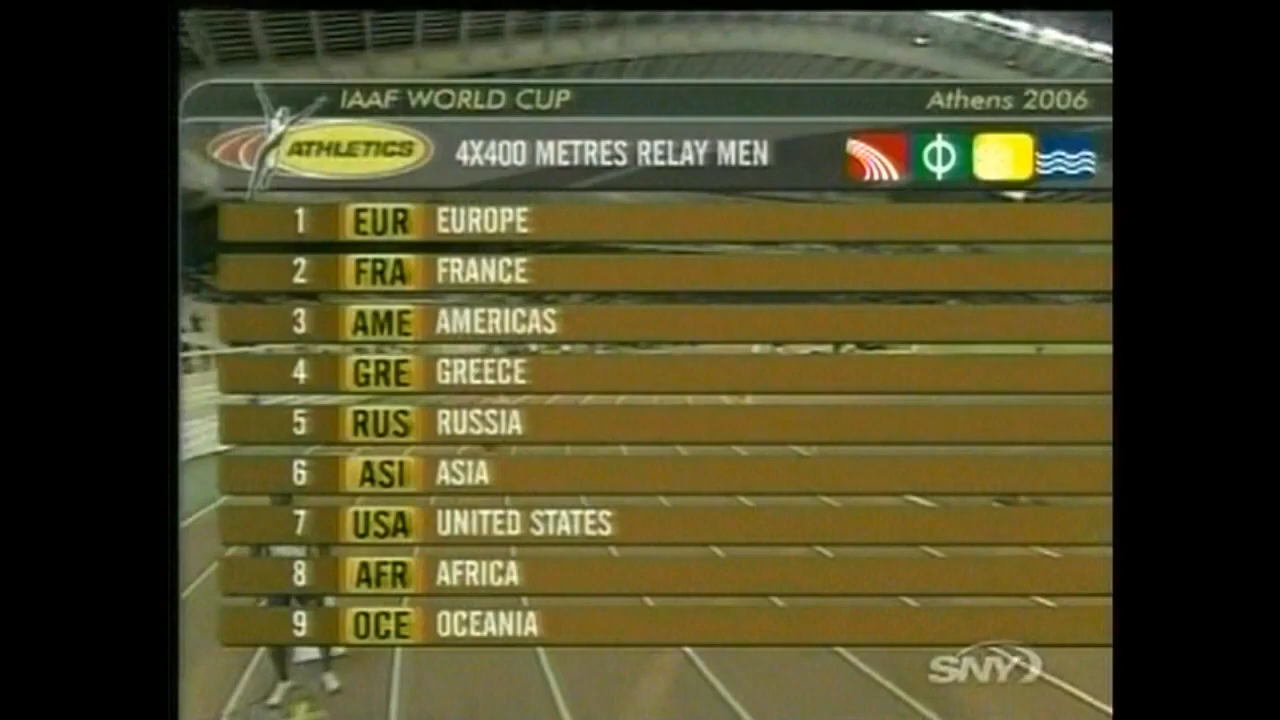 IAAF WORLD CUP Athens 2006
ATHLETICS 4X400 METRES RELAY MEN
1 EUR EUROPE
2 FRA FRANCE
3 AME AMERICAS
4 GRE GREECE
5 RUS RUSSIA
6 ASI ASIA
7 USA UNITED STATES
8 AFR AFRICA
9 OCE OCEANIA
SNY